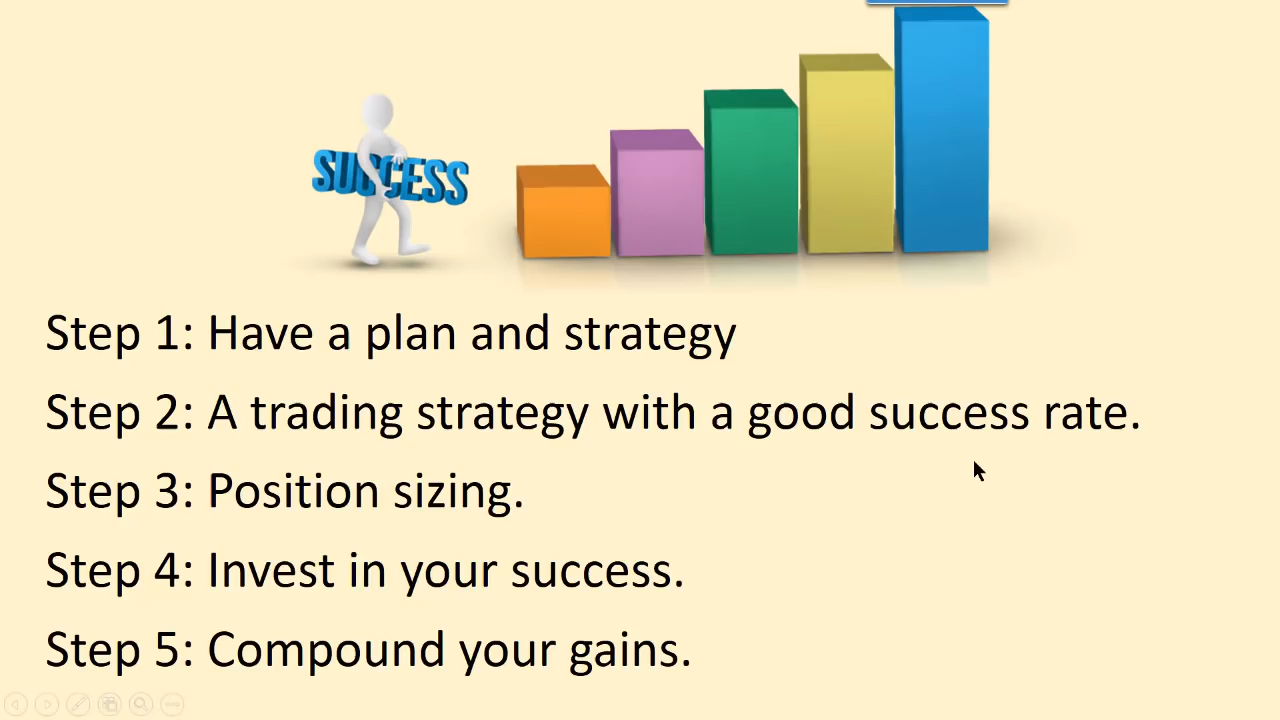 SUCCESS
Step 1: Have a plan and strategy
Step 2: A trading strategy with a good success rate.
Step 3: Position sizing.
Step 4: Invest in your success.
Step 5: Compound your gains.